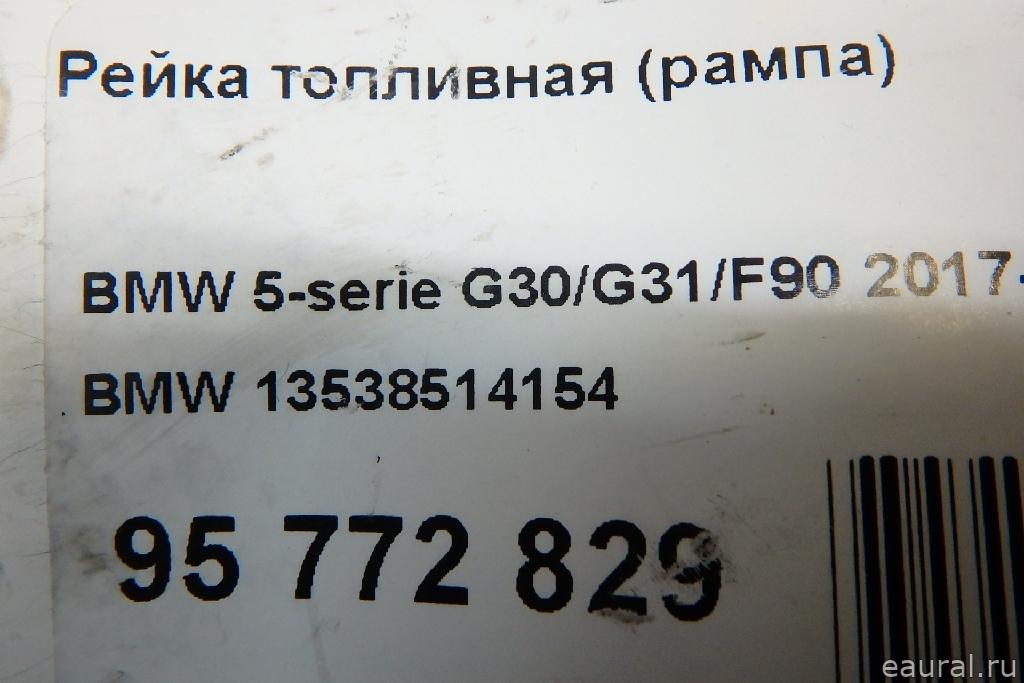 Рейка топливная (рампа)
BMW 5-serie G30/G31/F90 2017-
BMW 13538514154
95 772 829
eaural.ru